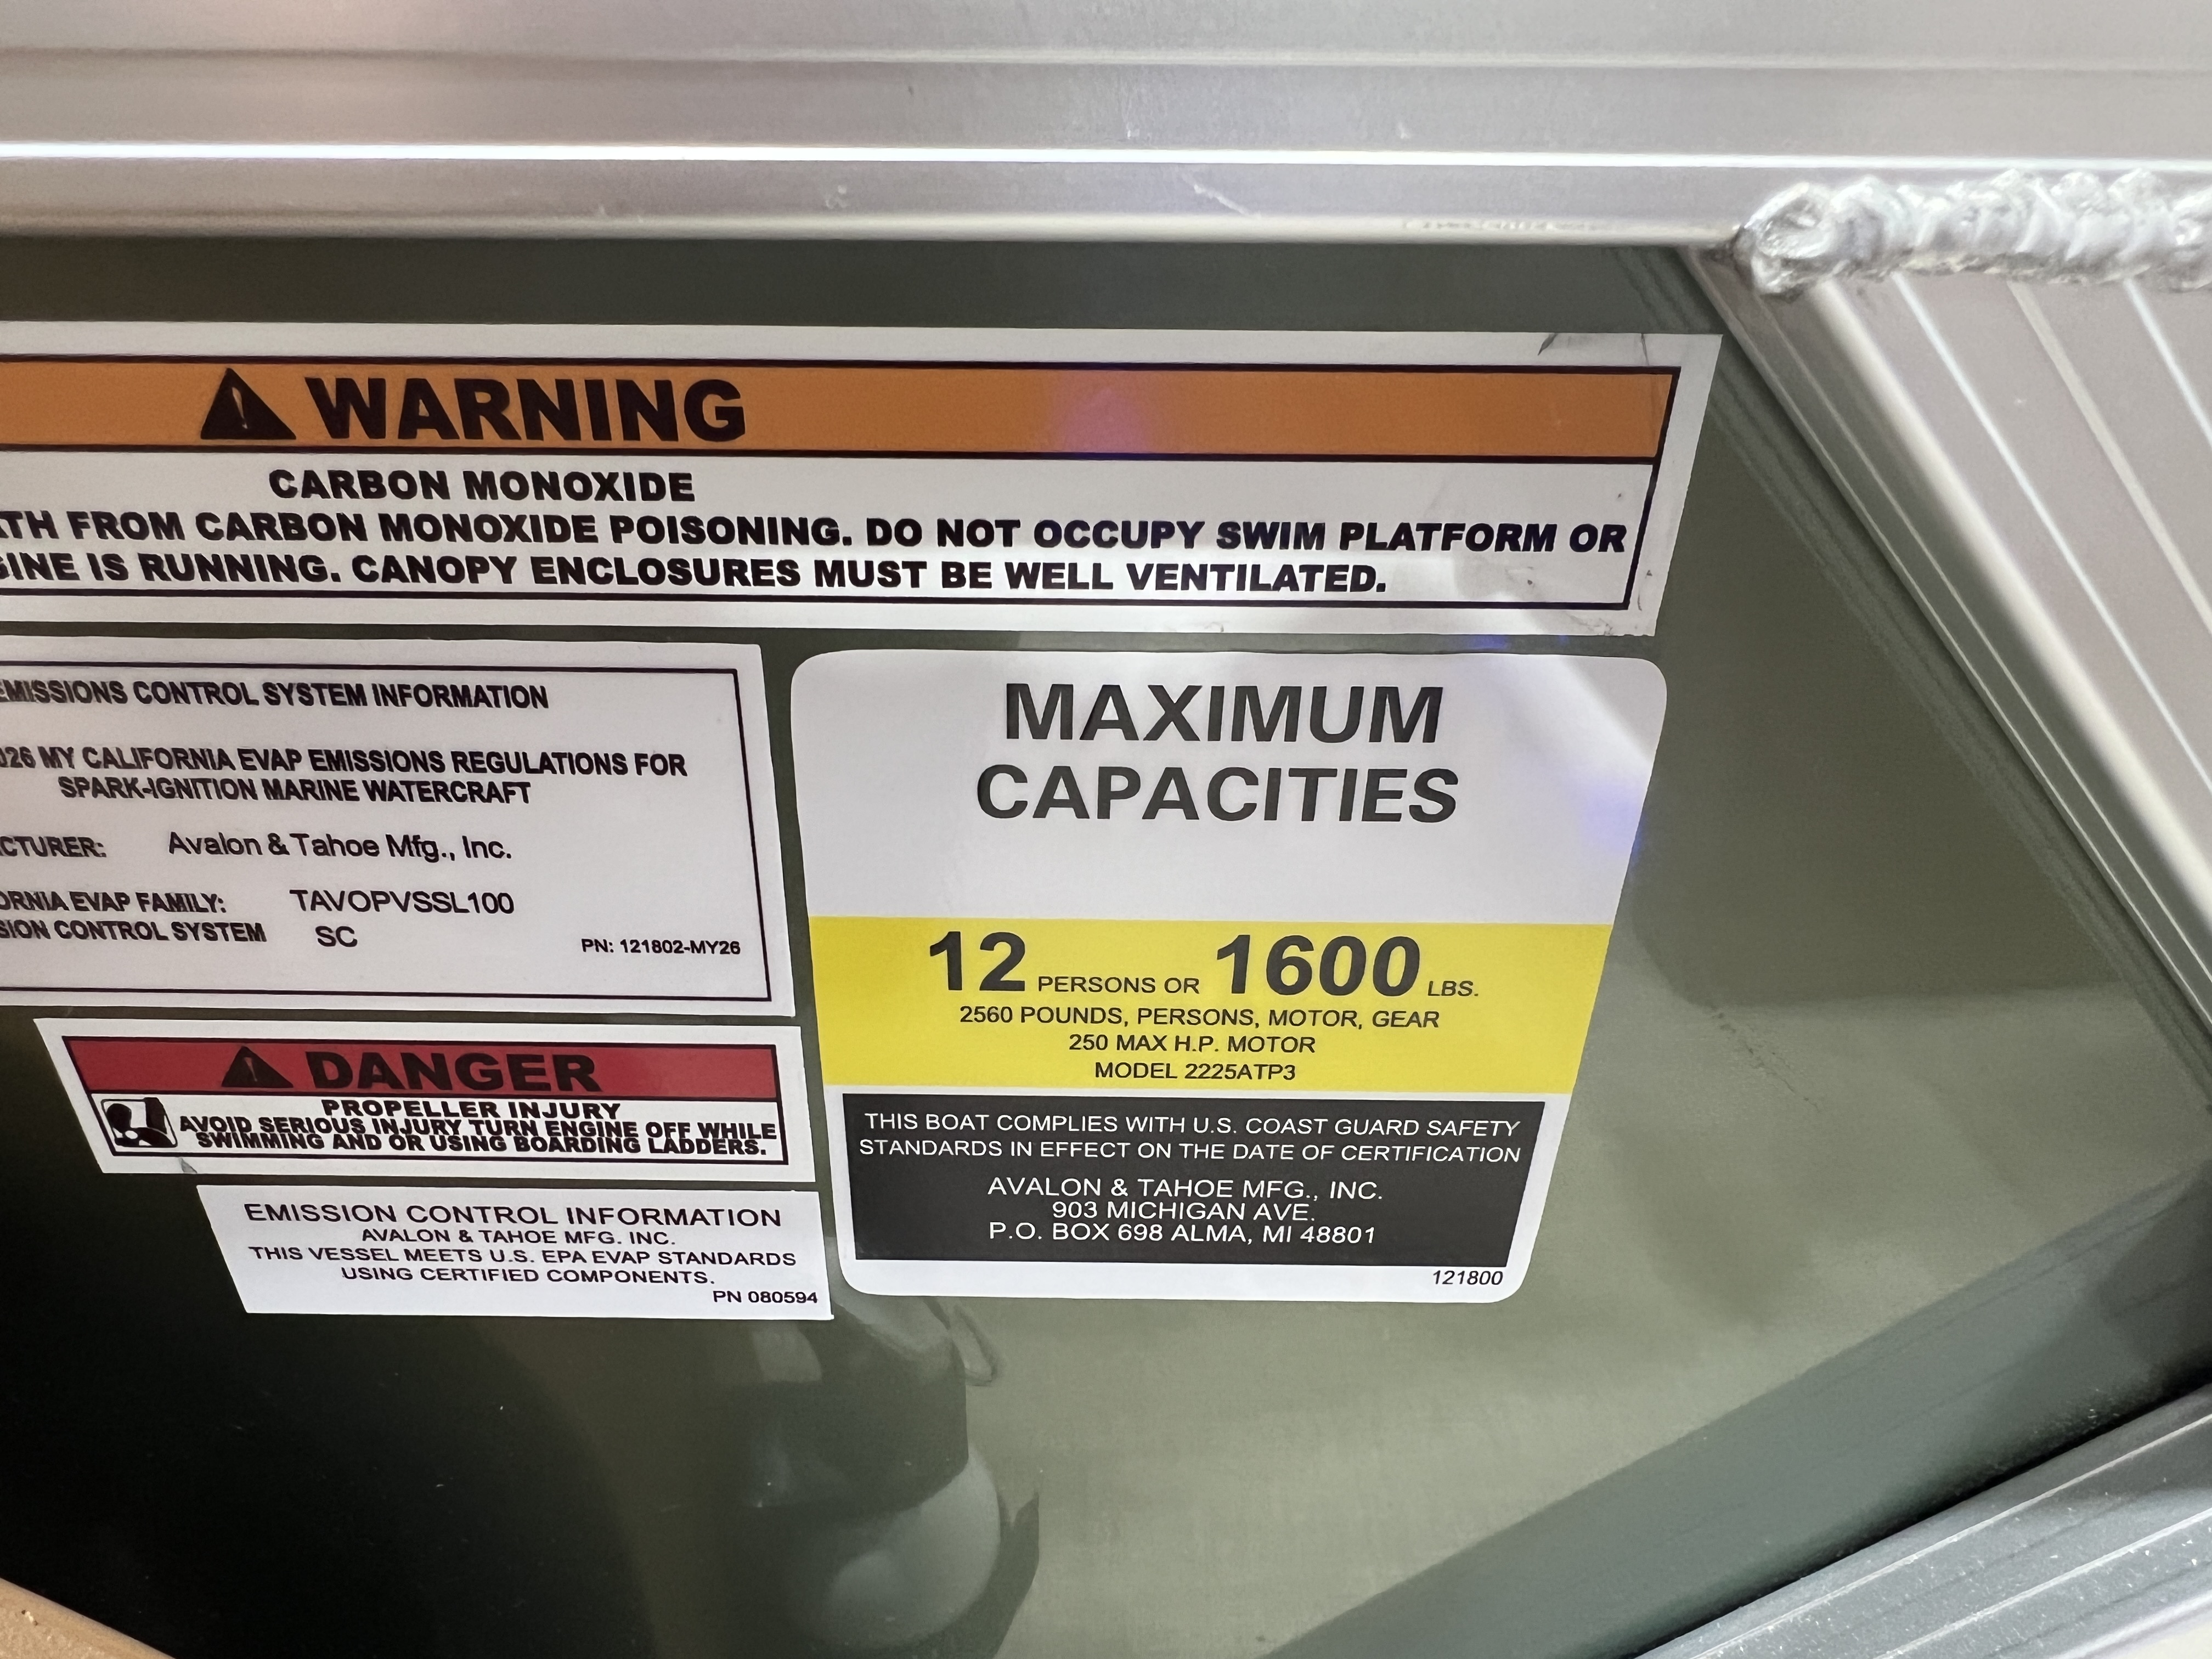 WARNING
CARBON MONOXIDE
FROM CARBON MONOXIDE POISONING. DO NOT OCCUPY SWIM PLATFORM OR
IS RUNNING. CANOPY ENCLOSURES MUST BE WELL VENTILATED.
EMISSIONS CONTROL SYSTEM INFORMATION
MY CALIFORNIA EVAP EMISSIONS REGULATIONS FOR
SPARK-IGNITION MARINE WATERCRAFT
Avalon & Tahoe Mfg., Inc.
EVAP FAMILY: TAVOPVSSL100
CONTROL SYSTEM SC
PN: 121802-MY26
DANGER
PROPELLER INJURY
AVOID SERIOUS INJURY TURN ENGINE OFF WHILE
SWIMMING AND OR USING BOARDING LADDERS.
EMISSION CONTROL INFORMATION
AVALON & TAHOE MFG. INC.
THIS VESSEL MEETS U.S. EPA EVAP STANDARDS
USING CERTIFIED COMPONENTS.
PN 080594
MAXIMUM
CAPACITIES
12 PERSONS OR 1600 LBS.
2560 POUNDS, PERSONS, MOTOR, GEAR
250 MAX H.P. MOTOR
MODEL 2225ATP3
THIS BOAT COMPLIES WITH U.S. COAST GUARD SAFETY
STANDARDS IN EFFECT ON THE DATE OF CERTIFICATION
AVALON & TAHOE MFG., INC.
903 MICHIGAN AVE.
P.O. BOX 698 ALMA, MI 48801
121800